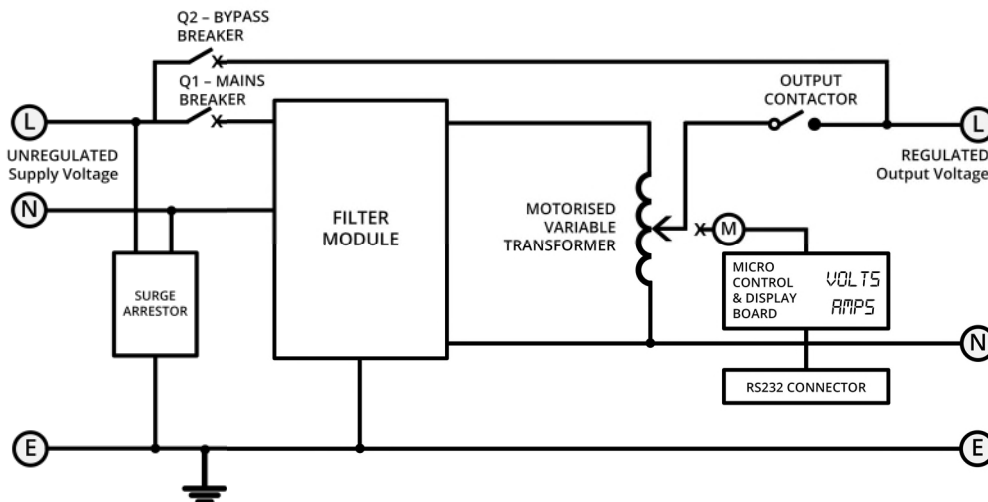 Q2 – BYPASS
BREAKER
Q1 – MAINS
BREAKER
OUTPUT
CONTACTOR
L
L
UNREGULATED
Supply Voltage
REGULATED
Output Voltage
N
FILTER
MODULE
MOTORISED
VARIABLE
TRANSFORMER
M
MICRO
CONTROL
& DISPLAY
BOARD
VOLTS
AMPS
SURGE
ARRESTOR
N
RS232 CONNECTOR
E
E